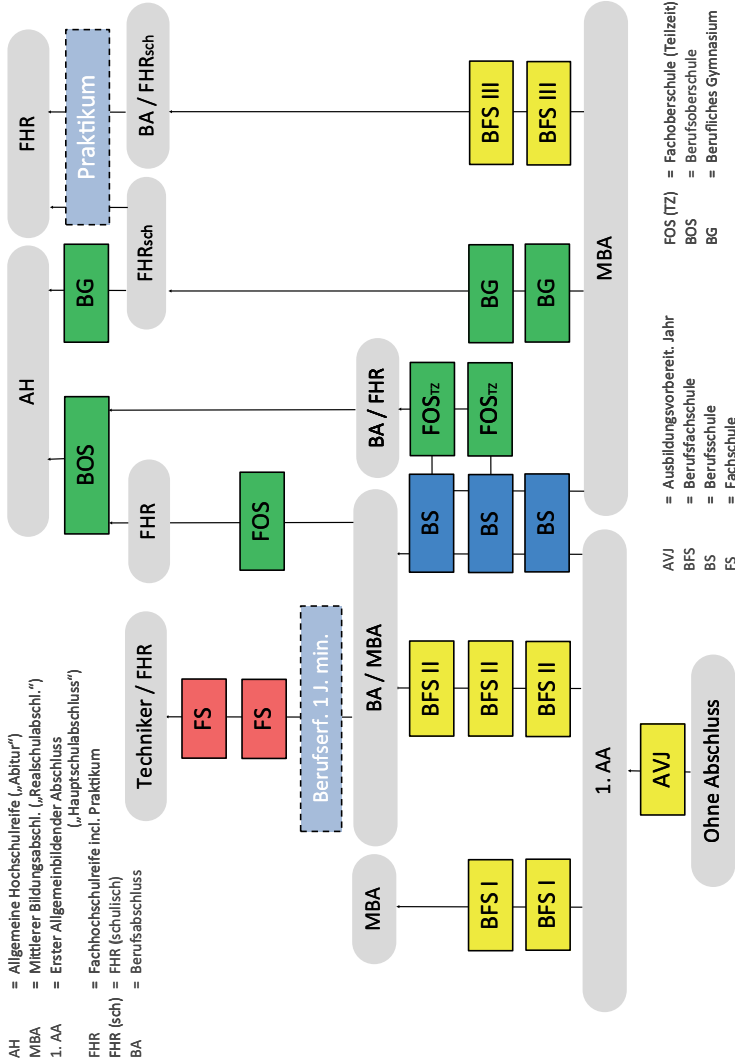 AH = Allgemeine Hochschulreife („Abitur“)
MBA = Mittlerer Bildungsabschl. („Realschulabschl.“)
1. AA = Erster Allgemeinbildender Abschluss
(„Hauptschulabschluss“)
FHR = Fachhochschulreife incl. Praktikum
FHR (sch) = FHR (schulisch)
BA = Berufsabschluss
AH
FHR
BOS
BG
Praktikum
Techniker / FHR
FHR
FHRsch
BA / FHRsch
FS
FS
FOS
Berufserf. 1 J. min.
MBA
BA / MBA
BA / FHR
BFS II
BS
FOSTZ
BFS I
BFS II
BS
FOSTZ
BG
BFS III
BFS I
BFS II
BS
BG
BFS III
1. AA
MBA
AVJ
Ohne Abschluss
AVJ = Ausbildungsvorbereit. Jahr
BFS = Berufsfachschule
BS = Berufsschule
FS = Fachschule
FOS (TZ) = Fachoberschule (Teilzeit)
BOS = Berufsoberschule
BG = Berufliches Gymnasium